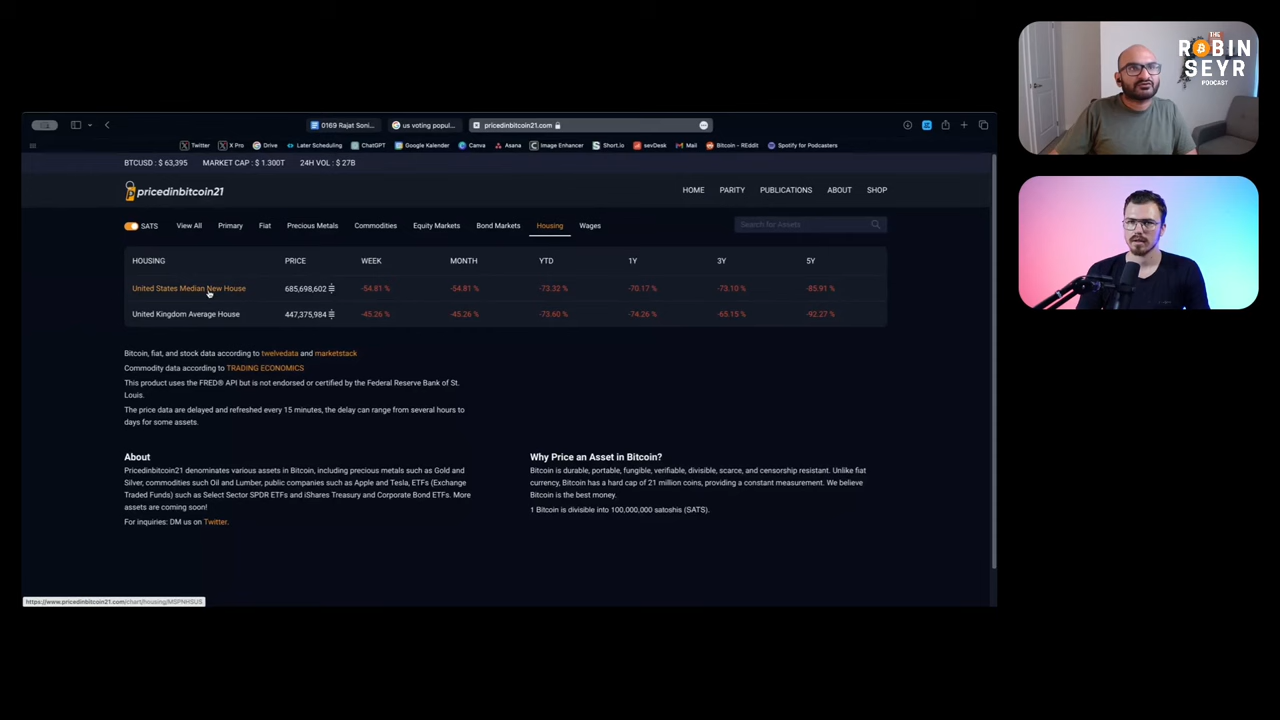 THE
ROBIN
SEYR
PODCAST
0169 Rajat Soni...
us voting popul...
pricedinbitcoin21.com
Twitter
X Pro
Drive
Later Scheduling
ChatGPT
Google Kalender
Canva
Asana
Image Enhancer
Short.io
sevDesk
Mail
Bitcoin - REddit
Spotify for Podcasters
BTCUSD : $ 63,395 MARKET CAP : $ 1.300T 24H VOL : $ 27B
pricedinbitcoin21
HOME PARITY PUBLICATIONS ABOUT SHOP
SATS View All Primary Fiat Precious Metals Commodities Equity Markets Bond Markets Housing Wages
Search for Assets
HOUSING PRICE WEEK MONTH YTD 1Y 3Y 5Y
United States Median New House 685,698,602 -54.81 % -54.81 % -73.32 % -70.17 % -73.10 % -85.91 %
United Kingdom Average House 447,375,984 -45.26 % -45.26 % -73.60 % -74.26 % -65.15 % -92.27 %
Bitcoin, fiat, and stock data according to twelvedata and marketstack
Commodity data according to TRADING ECONOMICS
This product uses the FRED® API but is not endorsed or certified by the Federal Reserve Bank of St.
Louis.
The price data are delayed and refreshed every 15 minutes, the delay can range from several hours to
days for some assets.
About
Pricedinbitcoin21 denominates various assets in Bitcoin, including precious metals such as Gold and
Silver, commodities such Oil and Lumber, public companies such as Apple and Tesla, ETFs (Exchange
Traded Funds) such as Select Sector SPDR ETFs and iShares Treasury and Corporate Bond ETFs. More
assets are coming soon!
For inquiries: DM us on Twitter.
Why Price an Asset in Bitcoin?
Bitcoin is durable, portable, fungible, verifiable, divisible, scarce, and censorship resistant. Unlike fiat
currency, Bitcoin has a hard cap of 21 million coins, providing a constant measurement. We believe
Bitcoin is the best money.
1 Bitcoin is divisible into 100,000,000 satoshis (SATS).
https://www.pricedinbitcoin21.com/chart/housing/MSPNHSUS